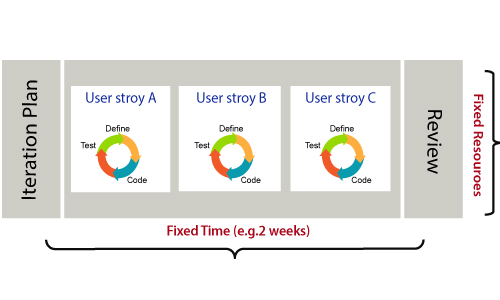 Iteration Plan
User stroy A
Define
Test
Code
User stroy B
Define
Test
Code
User stroy C
Define
Test
Code
Review
Fixed Resouroes
Fixed Time (e.g.2 weeks)